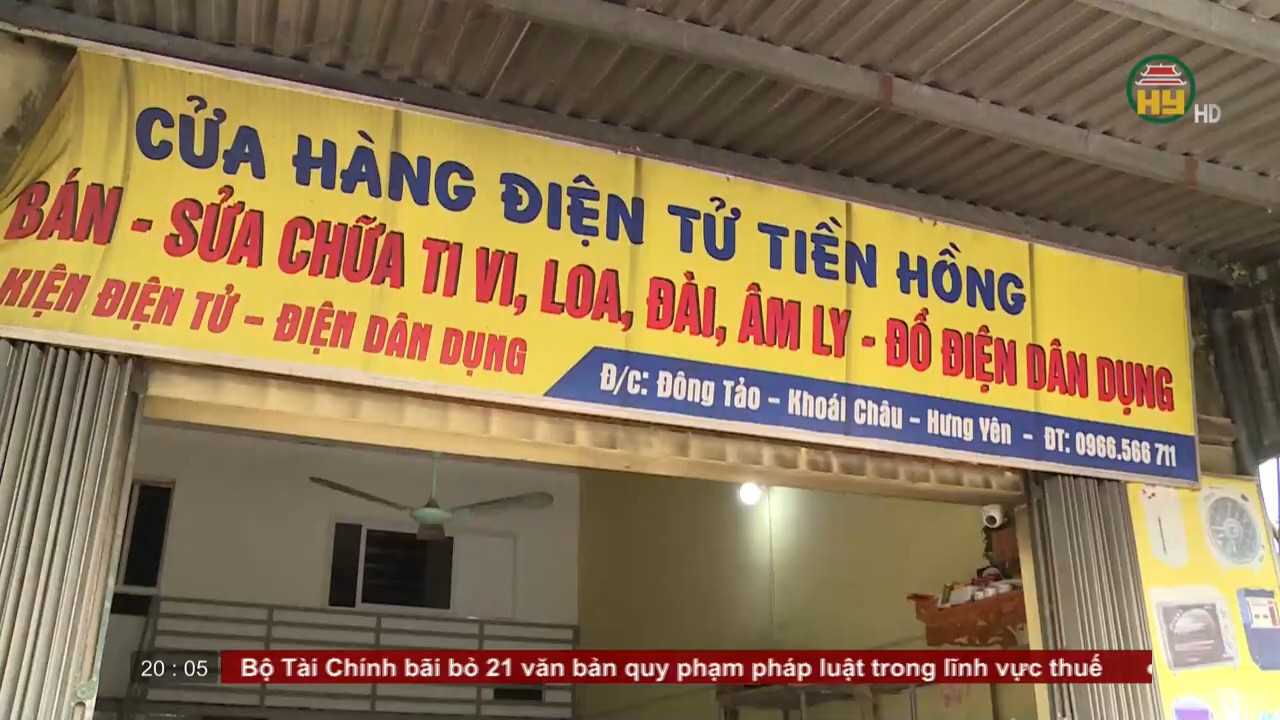 HY HD
CỬA HÀNG ĐIỆN TỬ TIỀN HỒNG
BÁN - SỬA CHỮA TI VI, LOA, ĐÀI, ÂM LY - ĐỒ ĐIỆN DÂN DỤNG
KIỆN ĐIỆN TỬ - ĐIỆN DÂN DỤNG
Đ/c: Đông Tảo - Khoái Châu - Hưng Yên - ĐT: 0966.566 711
20 : 05 Bộ Tài Chính bãi bỏ 21 văn bản quy phạm pháp luật trong lĩnh vực thuế